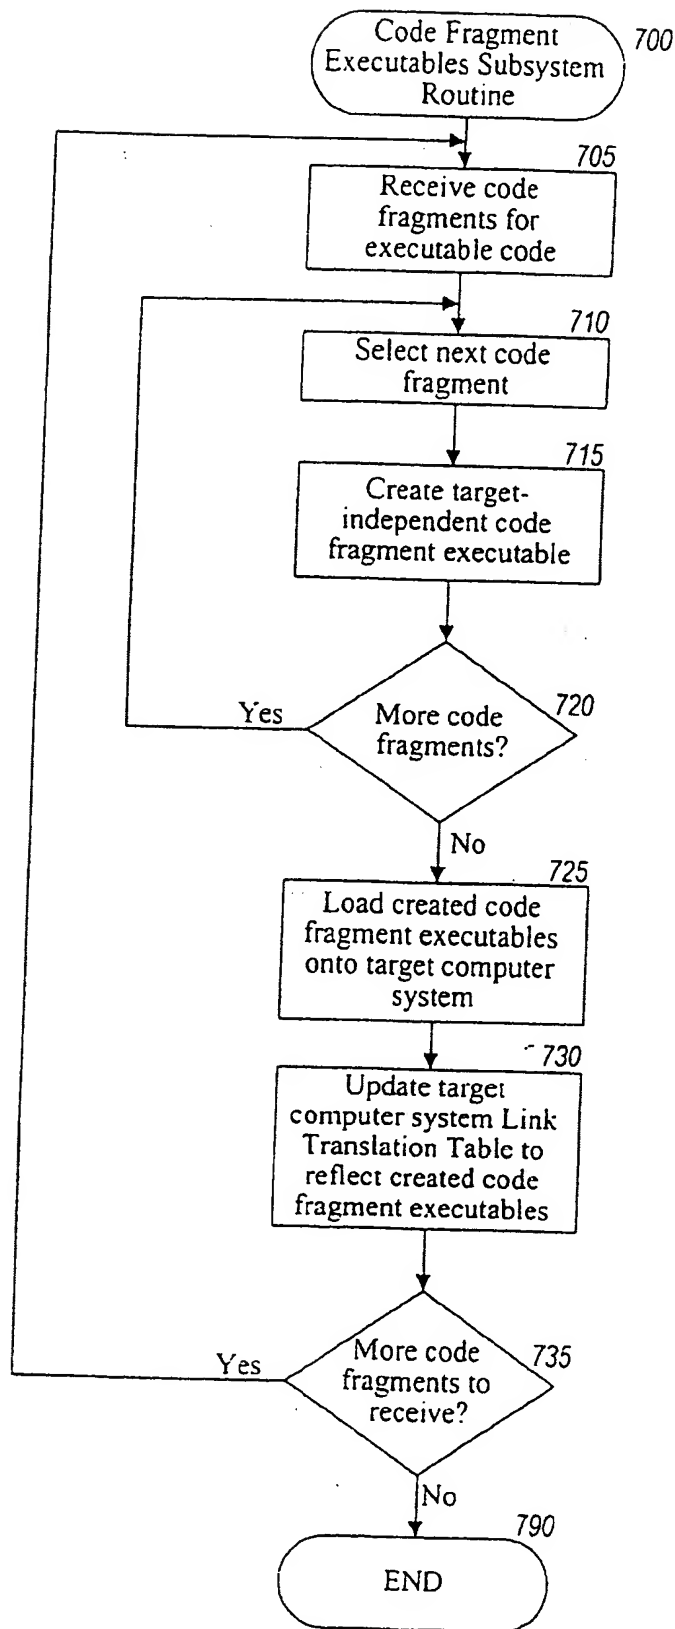 Code Fragment
Executables Subsystem
Routine
700
705
Receive code
fragments for
executable code
710
Select next code
fragment
715
Create target-
independent code
fragment executable
Yes
More code
fragments?
720
No
725
Load created code
fragment executables
onto target computer
system
730
Update target
computer system Link
Translation Table to
reflect created code
fragment executables
Yes
More code
fragments to
receive?
735
No
790
END